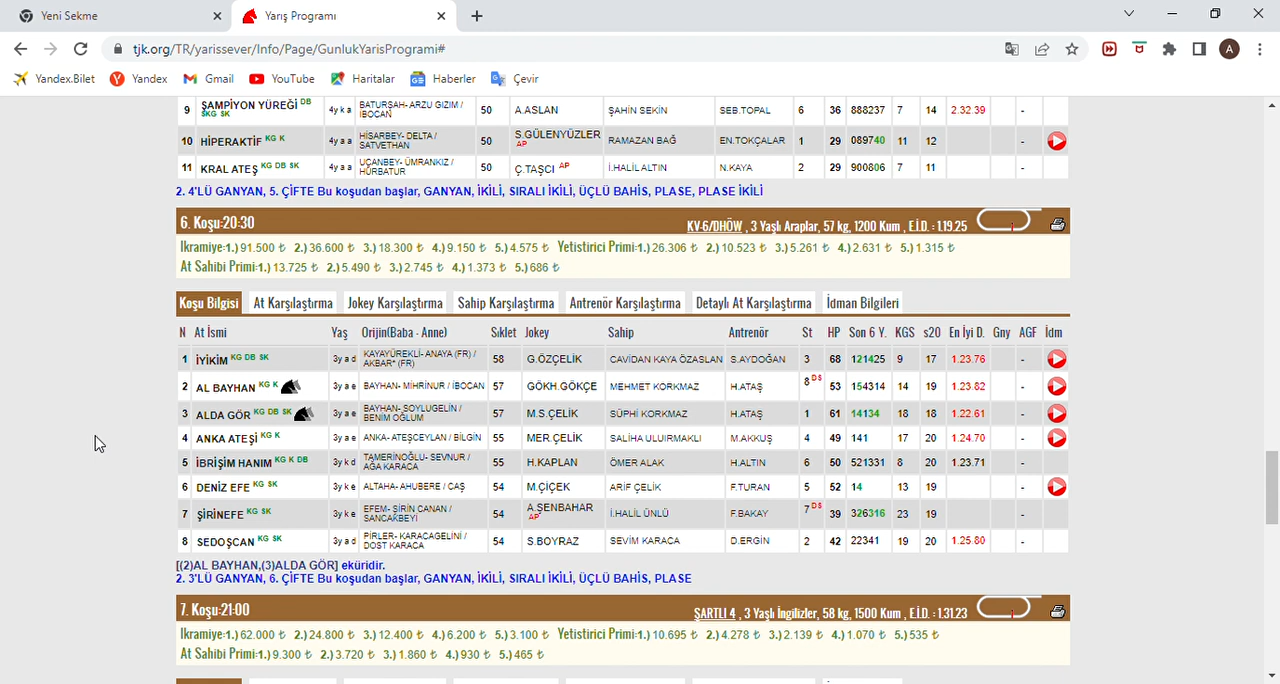 Yeni Sekme
Yarış Programı
tjk.org/TR/yarissever/Info/Page/GunlukYarisProgrami#
A
Yandex.Bilet Yandex Gmail YouTube Haritalar Haberler Çevir
9 ŞAMPİYON YÜREĞİ DB SKG SK 4y k a BATURŞAH- ARZU GIZIM / İBOCAN 50 A.ASLAN ŞAHİN SEKİN SEB.TOPAL 6 36 888237 7 14 2.32.39 -
10 HİPERAKTİF KG K 4y a a HİSARBEY- DELTA / SATVETHAN 50 S.GÜLENYÜZLER AP RAMAZAN BAĞ EN.TOKÇALAR 1 29 089740 11 12 -
11 KRAL ATEŞ KG DB SK 4y a a UÇANBEY- ÜMRANKIZ / HÜRBATUR 50 Ç.TAŞCI AP İ.HALİL ALTIN N.KAYA 2 29 900806 7 11 -
2. 4'LÜ GANYAN, 5. ÇİFTE Bu koşudan başlar, GANYAN, İKİLİ, SIRALI İKİLİ, ÜÇLÜ BAHİS, PLASE, PLASE İKİLİ
6. Koşu:20:30 KV-6/DHÖW , 3 Yaşlı Araplar, 57 kg, 1200 Kum , E.İ.D. : 1.19.25
İkramiye:1.) 91.500 ₺ 2.) 36.600 ₺ 3.) 18.300 ₺ 4.) 9.150 ₺ 5.) 4.575 ₺ Yetistirici Primi:1.) 26.306 ₺ 2.) 10.523 ₺ 3.) 5.261 ₺ 4.) 2.631 ₺ 5.) 1.315 ₺
At Sahibi Primi:1.) 13.725 ₺ 2.) 5.490 ₺ 3.) 2.745 ₺ 4.) 1.373 ₺ 5.) 686 ₺
Koşu Bilgisi At Karşılaştırma Jokey Karşılaştırma Sahip Karşılaştırma Antrenör Karşılaştırma Detaylı At Karşılaştırma İdman Bilgileri
N At İsmi Yaş Orijin(Baba - Anne) Sıklet Jokey Sahip Antrenör St HP Son 6 Y. KGS s20 En İyi D. Gny AGF İdm
1 İYİKİM KG DB SK 3y a d KAYAYÜREKLİ- ANAYA (FR) / AKBAR* (FR) 58 G.ÖZÇELİK CAVİDAN KAYA ÖZASLAN S.AYDOĞAN 3 68 121425 9 17 1.23.76 -
2 AL BAYHAN KG K 3y a e BAYHAN- MİHRİNUR / İBOCAN 57 GÖKH.GÖKÇE MEHMET KORKMAZ H.ATAŞ 8 DS 53 154314 14 19 1.23.82 -
3 ALDA GÖR KG DB SK 3y a e BAYHAN- SOYLUGELİN / BENİM OĞLUM 57 M.S.ÇELİK SÜPHİ KORKMAZ H.ATAŞ 1 61 14134 18 18 1.22.61 -
4 ANKA ATEŞİ KG K 3y a e ANKA- ATEŞCEYLAN / BİLGİN 55 MER.ÇELİK SALİHA ULUIRMAKLI M.AKKUŞ 4 49 141 17 20 1.24.70 -
5 İBRİŞİM HANIM KG K DB 3y k d TAMERİNOĞLU- SEVNUR / AĞA KARACA 55 H.KAPLAN ÖMER ALAK H.ALTIN 6 50 521331 8 20 1.23.71 -
6 DENİZ EFE KG SK 3y k e ALTAHA- AHUBERE / CAŞ 54 M.ÇİÇEK ARİF ÇELİK F.TURAN 5 52 14 13 19 -
7 ŞİRİNEFE KG SK 3y k e EFEM- ŞİRİN CANAN / SANCAKBEYİ 54 A.ŞENBAHAR AP İ.HALİL ÜNLÜ F.BAKAY 7 DS 39 326316 23 19 -
8 SEDOŞCAN KG SK 3y a d PİRLER- KARACAGELİNİ / DOST KARACA 54 S.BOYRAZ SEVİM KARACA D.ERGİN 2 42 22341 19 20 1.25.80 -
[(2)AL BAYHAN,(3)ALDA GÖR] eküridir.
2. 3'LÜ GANYAN, 6. ÇİFTE Bu koşudan başlar, GANYAN, İKİLİ, SIRALI İKİLİ, ÜÇLÜ BAHİS, PLASE
7. Koşu:21:00 ŞARTLI 4 , 3 Yaşlı İngilizler, 58 kg, 1500 Kum , E.İ.D. : 1.31.23
İkramiye:1.) 62.000 ₺ 2.) 24.800 ₺ 3.) 12.400 ₺ 4.) 6.200 ₺ 5.) 3.100 ₺ Yetistirici Primi:1.) 10.695 ₺ 2.) 4.278 ₺ 3.) 2.139 ₺ 4.) 1.070 ₺ 5.) 535 ₺
At Sahibi Primi:1.) 9.300 ₺ 2.) 3.720 ₺ 3.) 1.860 ₺ 4.) 930 ₺ 5.) 465 ₺